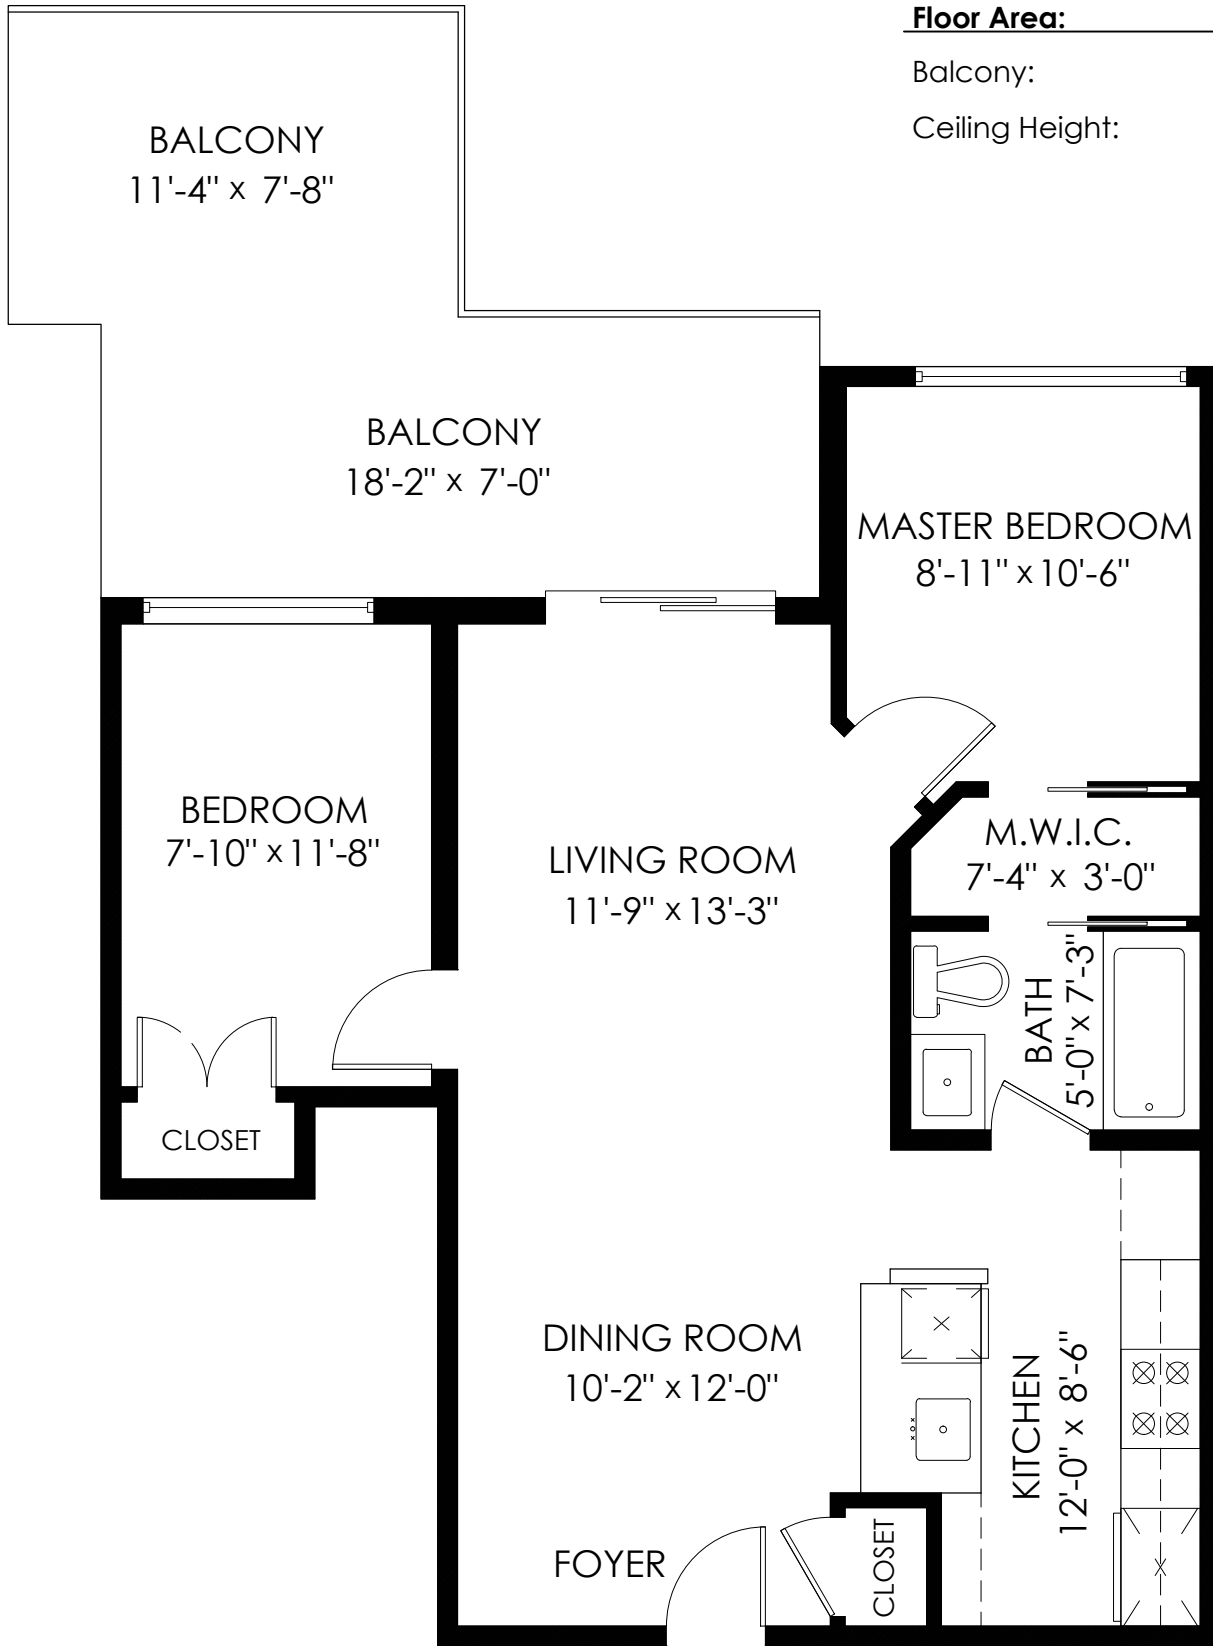 Floor Area:
Balcony:
Ceiling Height:
BALCONY
11'-4" x 7'-8"
BALCONY
18'-2" x 7'-0"
MASTER BEDROOM
8'-11" x 10'-6"
BEDROOM
7'-10" x 11'-8"
LIVING ROOM
11'-9" x 13'-3"
M.W.I.C.
7'-4" x 3'-0"
BATH
5'-0" x 7'-3"
CLOSET
DINING ROOM
10'-2" x 12'-0"
KITCHEN
12'-0" x 8'-6"
FOYER
CLOSET